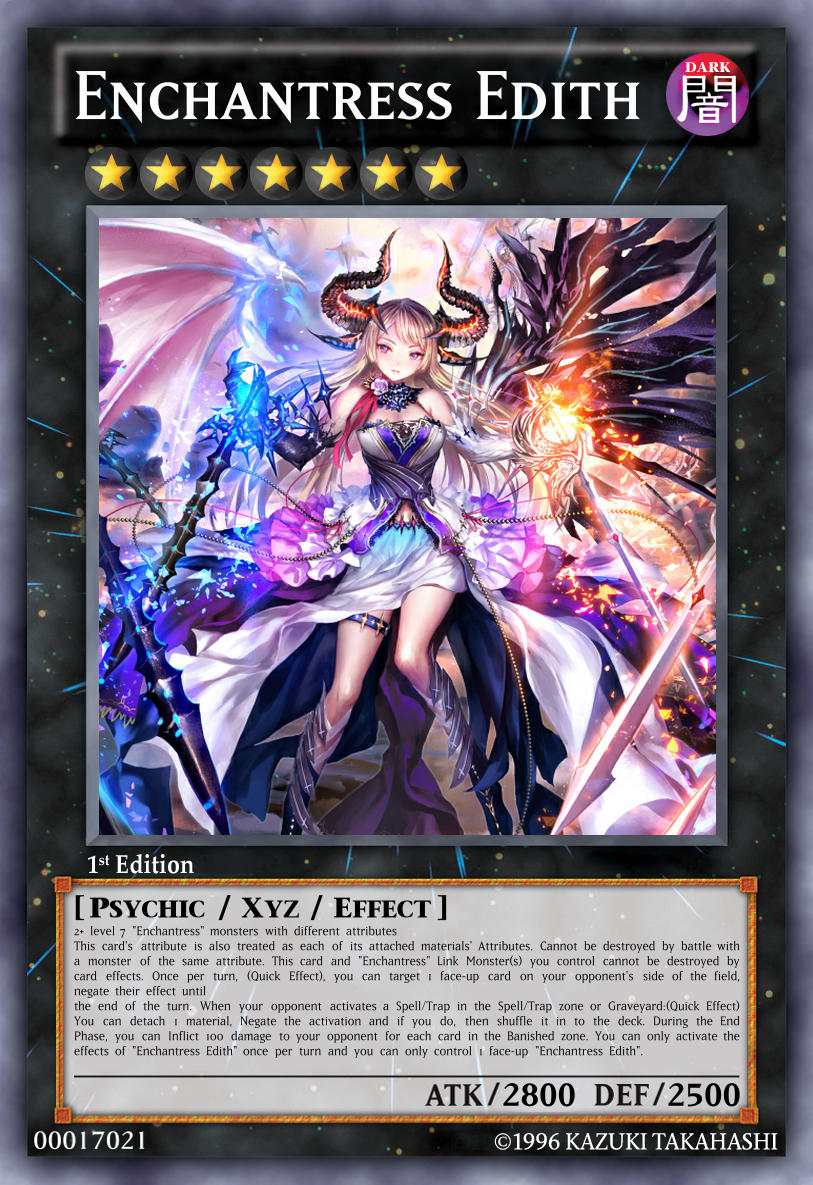 Enchantress Edith
DARK
闇
1st Edition
[ Psychic / Xyz / Effect ]
2+ level 7 "Enchantress" monsters with different attributes
This card's attribute is also treated as each of its attached materials' Attributes. Cannot be destroyed by battle with
a monster of the same attribute. This card and "Enchantress" Link Monster(s) you control cannot be destroyed by
card effects. Once per turn, (Quick Effect), you can target 1 face-up card on your opponent's side of the field,
negate their effect until
the end of the turn. When your opponent activates a Spell/Trap in the Spell/Trap zone or Graveyard:(Quick Effect)
You can detach 1 material, Negate the activation and if you do, then shuffle it in to the deck. During the End
Phase, you can Inflict 100 damage to your opponent for each card in the Banished zone. You can only activate the
effects of "Enchantress Edith" once per turn and you can only control 1 face-up "Enchantress Edith".
ATK/2800 DEF/2500
00017021
©1996 KAZUKI TAKAHASHI